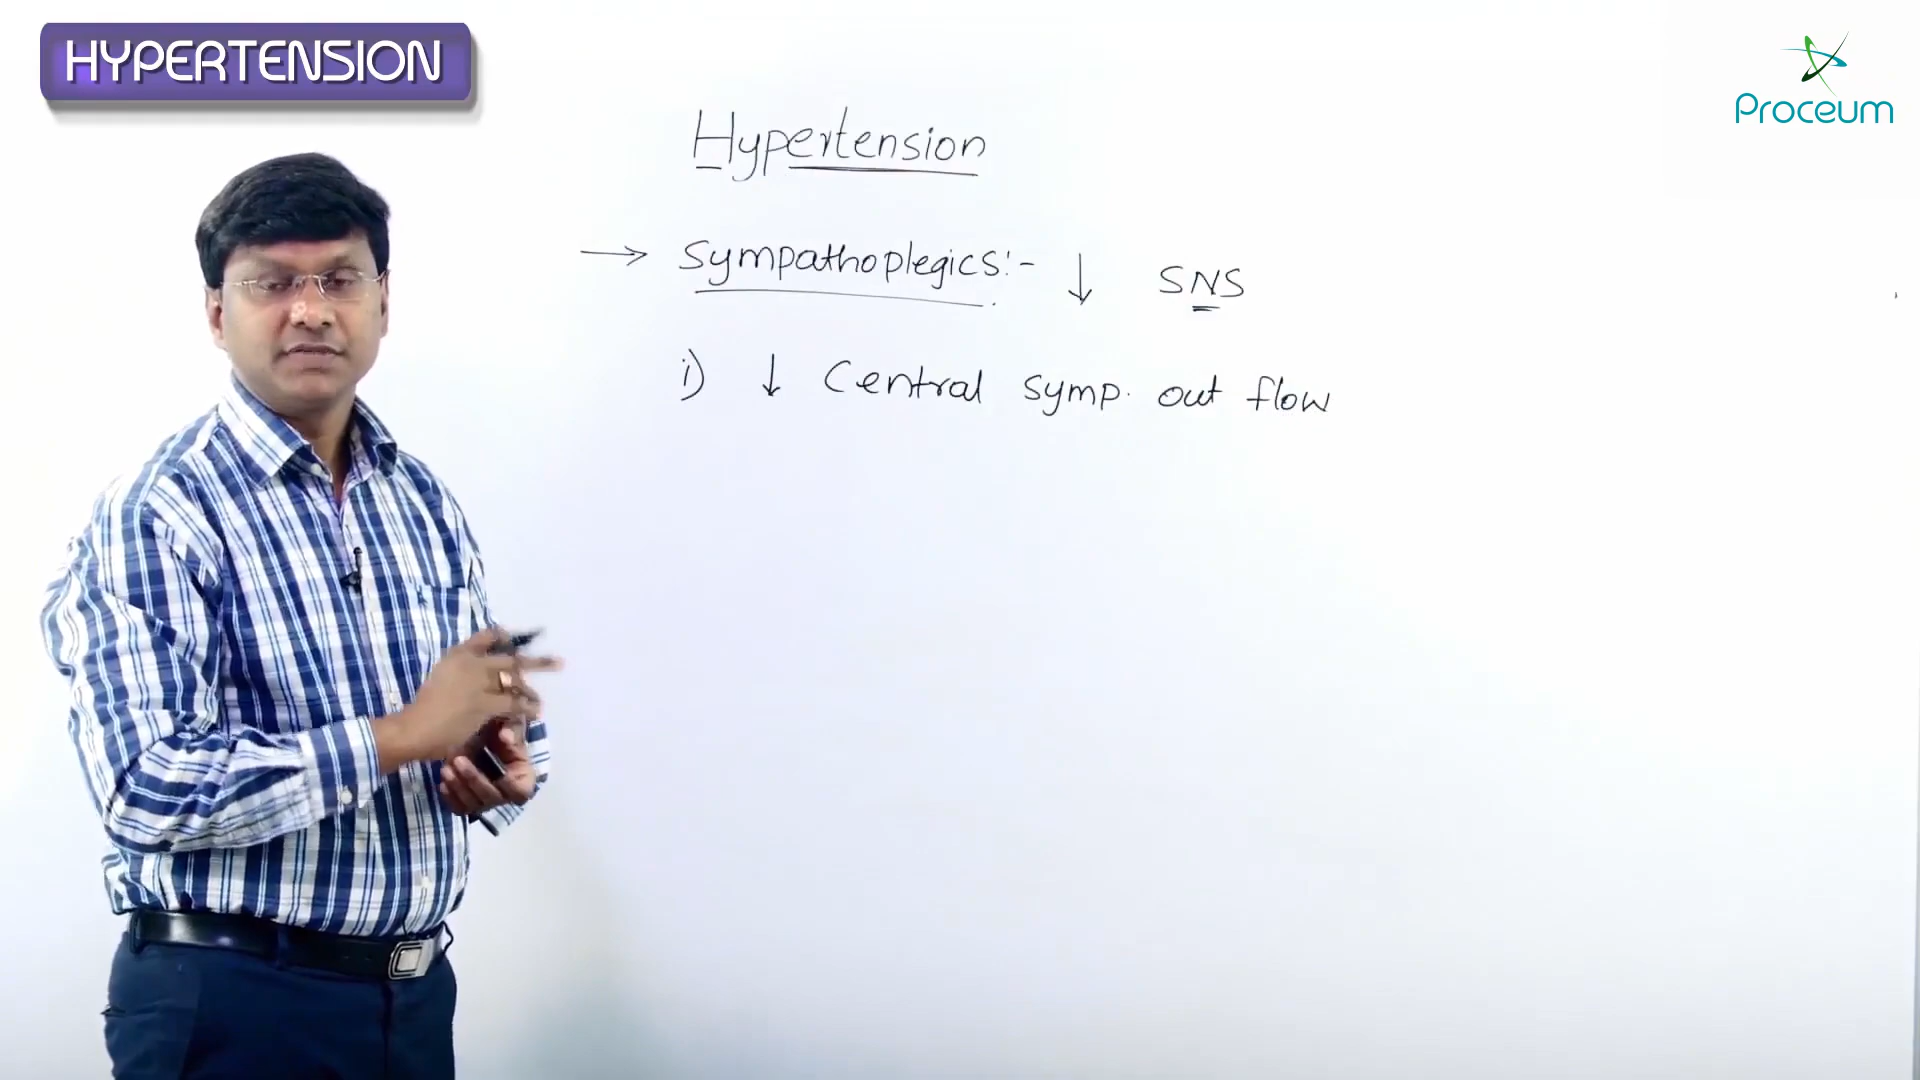 HYPERTENSION
Proceum
Hypertension
→ Sympathoplegics:- ↓ SNS
i) ↓ Central symp. out flow